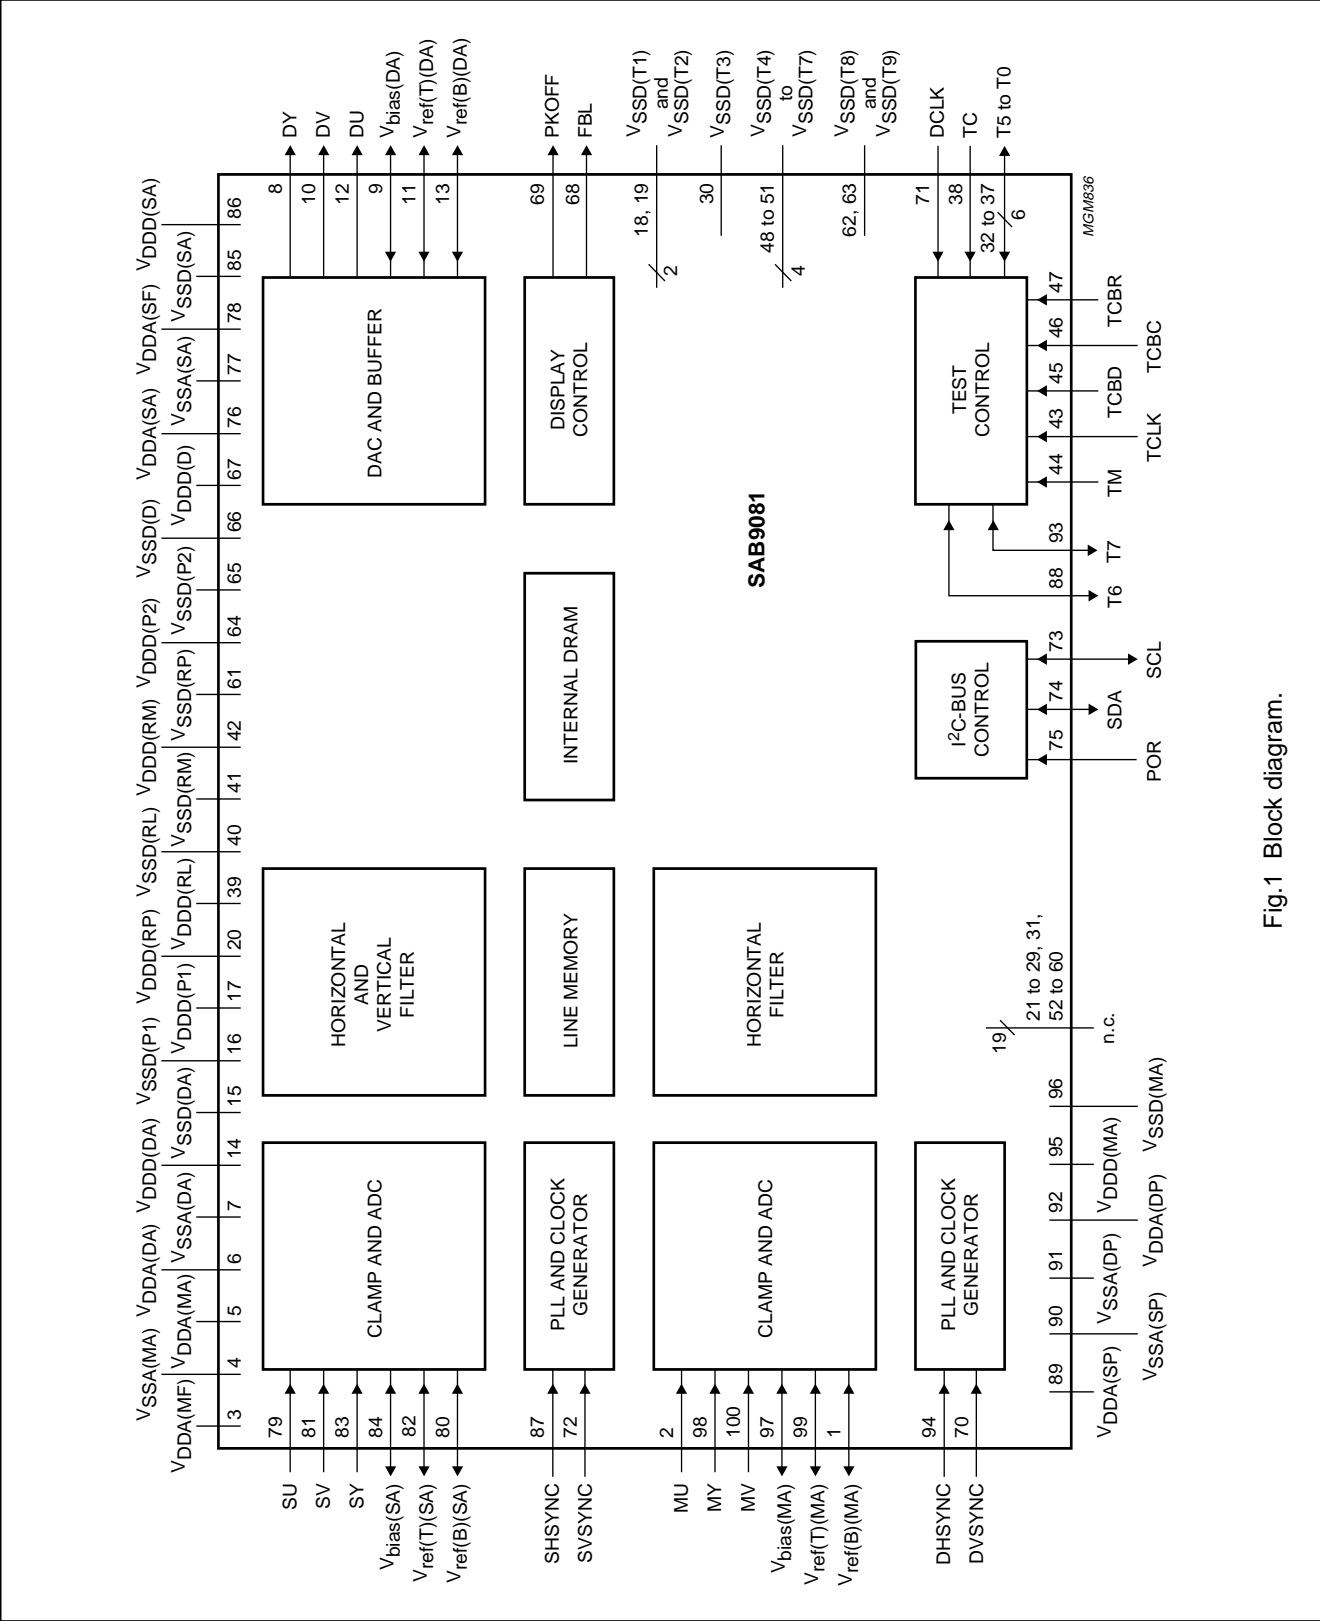 VSSA(MA)
VDDA(DA)
VDDD(DA)
VSSD(P1)
VDDD(RP)
VSSD(RL)
VDDD(RM)
VDDD(P2)
VSSD(D)
VDDA(SA)
VDDA(SF)
VDDD(SA)
VDDA(MF)
VDDA(MA)
VSSA(DA)
VSSD(DA)
VDDD(P1)
VDDD(RL)
VSSD(RM)
VSSD(RP)
VSSD(P2)
VDDD(D)
VSSA(SA)
VSSD(SA)
3
4
5
6
7
14
15
16
17
20
39
40
41
42
61
64
65
66
67
76
77
78
85
86
SU
79
SV
81
SY
83
Vbias(SA)
84
Vref(T)(SA)
82
Vref(B)(SA)
80
CLAMP AND ADC
HORIZONTAL
AND
VERTICAL
FILTER
DAC AND BUFFER
8
DY
10
DV
12
DU
9
Vbias(DA)
11
Vref(T)(DA)
13
Vref(B)(DA)
SHSYNC
87
SVSYNC
72
PLL AND CLOCK
GENERATOR
LINE MEMORY
INTERNAL DRAM
DISPLAY
CONTROL
69
PKOFF
68
FBL
MU
2
MY
98
MV
100
Vbias(MA)
97
Vref(T)(MA)
99
Vref(B)(MA)
1
CLAMP AND ADC
HORIZONTAL
FILTER
SAB9081
18, 19
2
VSSD(T1)
and
VSSD(T2)
30
VSSD(T3)
48 to 51
4
VSSD(T4)
to
VSSD(T7)
62, 63
VSSD(T8)
and
VSSD(T9)
DHSYNC
94
DVSYNC
70
PLL AND CLOCK
GENERATOR
I2C-BUS
CONTROL
TEST
CONTROL
71
DCLK
38
TC
32 to 37
6
T5 to T0
19
21 to 29, 31,
52 to 60
89
90
91
92
95
96
75
74
73
88
93
44
43
45
46
47
VDDA(SP)
VSSA(DP)
VDDD(MA)
n.c.
SDA
T6
T7
TM
TCBD
TCBR
VSSA(SP)
VDDA(DP)
VSSD(MA)
POR
SCL
TCLK
TCBC
MGM836
Fig.1 Block diagram.